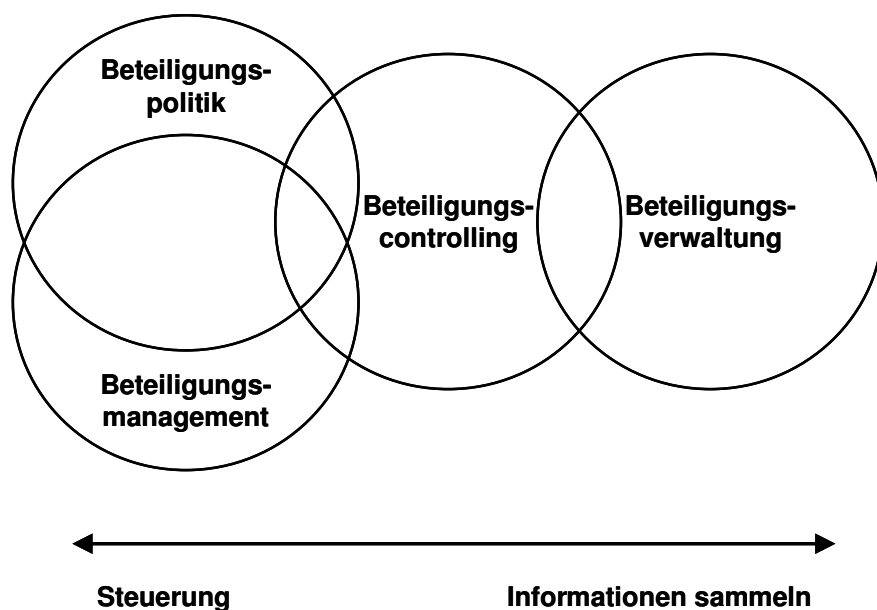 Beteiligungs-
politik
Beteiligungs-
controlling
Beteiligungs-
verwaltung
Beteiligungs-
management
Steuerung
Informationen sammeln